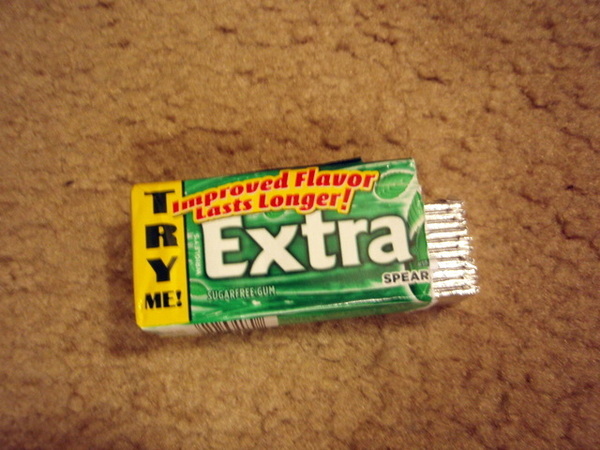 TRY
ME!
Improved Flavor
Lasts Longer!
Extra
SPEAR
SUGARFREE GUM